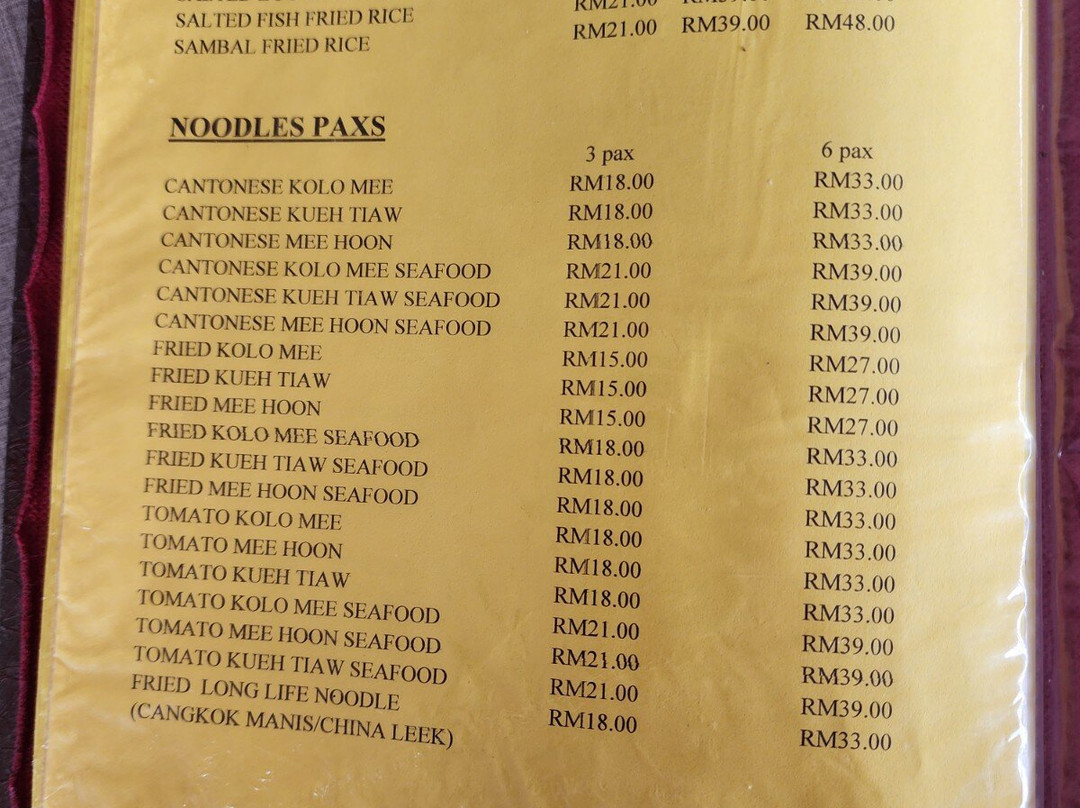 SALTED FISH FRIED RICE RM21.00
SAMBAL FRIED RICE RM21.00 RM39.00 RM48.00
NOODLES PAXS
3 pax 6 pax
CANTONESE KOLO MEE RM18.00 RM33.00
CANTONESE KUEH TIAW RM18.00 RM33.00
CANTONESE MEE HOON RM18.00 RM33.00
CANTONESE KOLO MEE SEAFOOD RM21.00 RM39.00
CANTONESE KUEH TIAW SEAFOOD RM21.00 RM39.00
CANTONESE MEE HOON SEAFOOD RM21.00 RM39.00
FRIED KOLO MEE RM15.00 RM27.00
FRIED KUEH TIAW RM15.00 RM27.00
FRIED MEE HOON RM15.00 RM27.00
FRIED KOLO MEE SEAFOOD RM18.00 RM33.00
FRIED KUEH TIAW SEAFOOD RM18.00 RM33.00
FRIED MEE HOON SEAFOOD RM18.00 RM33.00
TOMATO KOLO MEE RM18.00 RM33.00
TOMATO MEE HOON RM18.00 RM33.00
TOMATO KUEH TIAW RM18.00 RM33.00
TOMATO KOLO MEE SEAFOOD RM21.00 RM39.00
TOMATO MEE HOON SEAFOOD RM21.00 RM39.00
TOMATO KUEH TIAW SEAFOOD RM21.00 RM39.00
FRIED LONG LIFE NOODLE RM18.00 RM33.00
(CANGKOK MANIS/CHINA LEEK)